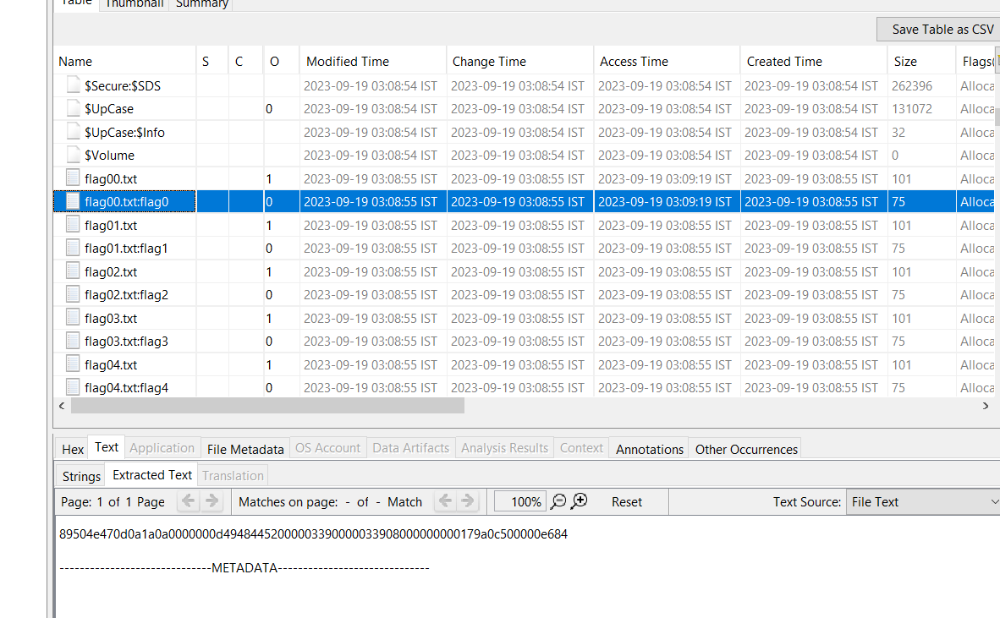 Table Thumbnail Summary
Save Table as CSV
Name S C O Modified Time Change Time Access Time Created Time Size Flags(
$Secure:$SDS 2023-09-19 03:08:54 IST 2023-09-19 03:08:54 IST 2023-09-19 03:08:54 IST 2023-09-19 03:08:54 IST 262396 Alloca
$UpCase 0 2023-09-19 03:08:54 IST 2023-09-19 03:08:54 IST 2023-09-19 03:08:54 IST 2023-09-19 03:08:54 IST 131072 Alloca
$UpCase:$Info 2023-09-19 03:08:54 IST 2023-09-19 03:08:54 IST 2023-09-19 03:08:54 IST 2023-09-19 03:08:54 IST 32 Alloca
$Volume 2023-09-19 03:08:54 IST 2023-09-19 03:08:54 IST 2023-09-19 03:08:54 IST 2023-09-19 03:08:54 IST 0 Alloca
flag00.txt 1 2023-09-19 03:08:55 IST 2023-09-19 03:08:55 IST 2023-09-19 03:09:19 IST 2023-09-19 03:08:55 IST 101 Alloca
flag00.txt:flag0 0 2023-09-19 03:08:55 IST 2023-09-19 03:08:55 IST 2023-09-19 03:09:19 IST 2023-09-19 03:08:55 IST 75 Alloca
flag01.txt 1 2023-09-19 03:08:55 IST 2023-09-19 03:08:55 IST 2023-09-19 03:08:55 IST 2023-09-19 03:08:55 IST 101 Alloca
flag01.txt:flag1 0 2023-09-19 03:08:55 IST 2023-09-19 03:08:55 IST 2023-09-19 03:08:55 IST 2023-09-19 03:08:55 IST 75 Alloca
flag02.txt 1 2023-09-19 03:08:55 IST 2023-09-19 03:08:55 IST 2023-09-19 03:08:55 IST 2023-09-19 03:08:55 IST 101 Alloca
flag02.txt:flag2 0 2023-09-19 03:08:55 IST 2023-09-19 03:08:55 IST 2023-09-19 03:08:55 IST 2023-09-19 03:08:55 IST 75 Alloca
flag03.txt 1 2023-09-19 03:08:55 IST 2023-09-19 03:08:55 IST 2023-09-19 03:08:55 IST 2023-09-19 03:08:55 IST 101 Alloca
flag03.txt:flag3 0 2023-09-19 03:08:55 IST 2023-09-19 03:08:55 IST 2023-09-19 03:08:55 IST 2023-09-19 03:08:55 IST 75 Alloca
flag04.txt 1 2023-09-19 03:08:55 IST 2023-09-19 03:08:55 IST 2023-09-19 03:08:55 IST 2023-09-19 03:08:55 IST 101 Alloca
flag04.txt:flag4 0 2023-09-19 03:08:55 IST 2023-09-19 03:08:55 IST 2023-09-19 03:08:55 IST 2023-09-19 03:08:55 IST 75 Alloca
Hex Text Application File Metadata OS Account Data Artifacts Analysis Results Context Annotations Other Occurrences
Strings Extracted Text Translation
Page: 1 of 1 Page Matches on page: - of - Match 100% Reset Text Source: File Text
89504e470d0a1a0a0000000d4948445200000339000003390800000000179a0c500000e684
------------------------------METADATA------------------------------